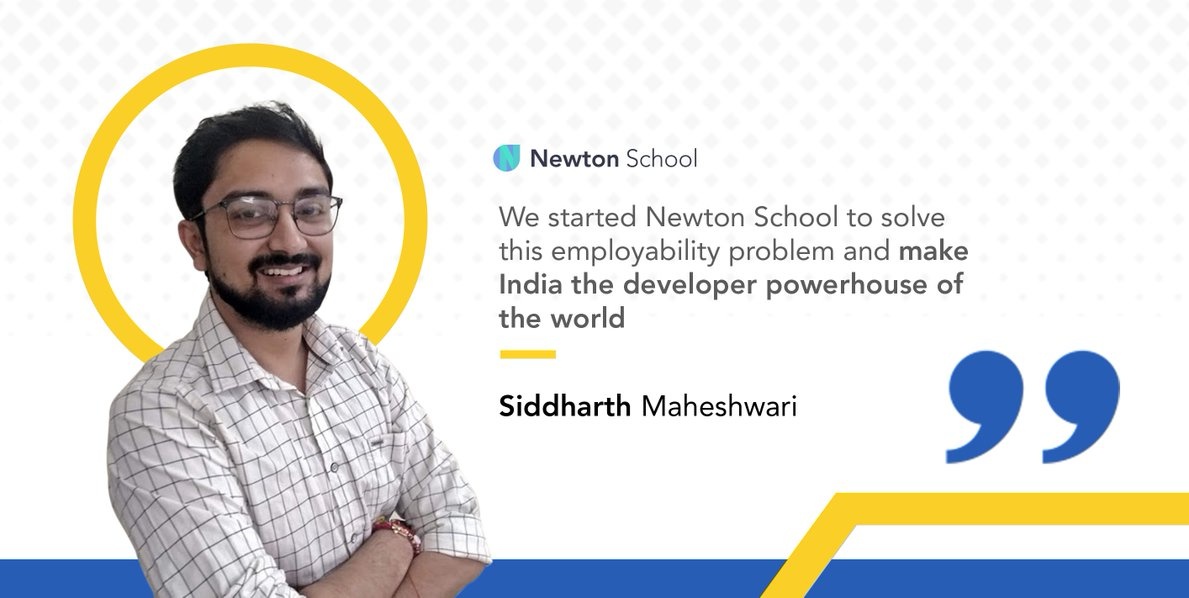 Newton School
We started Newton School to solve
this employability problem and make
India the developer powerhouse of
the world
Siddharth Maheshwari